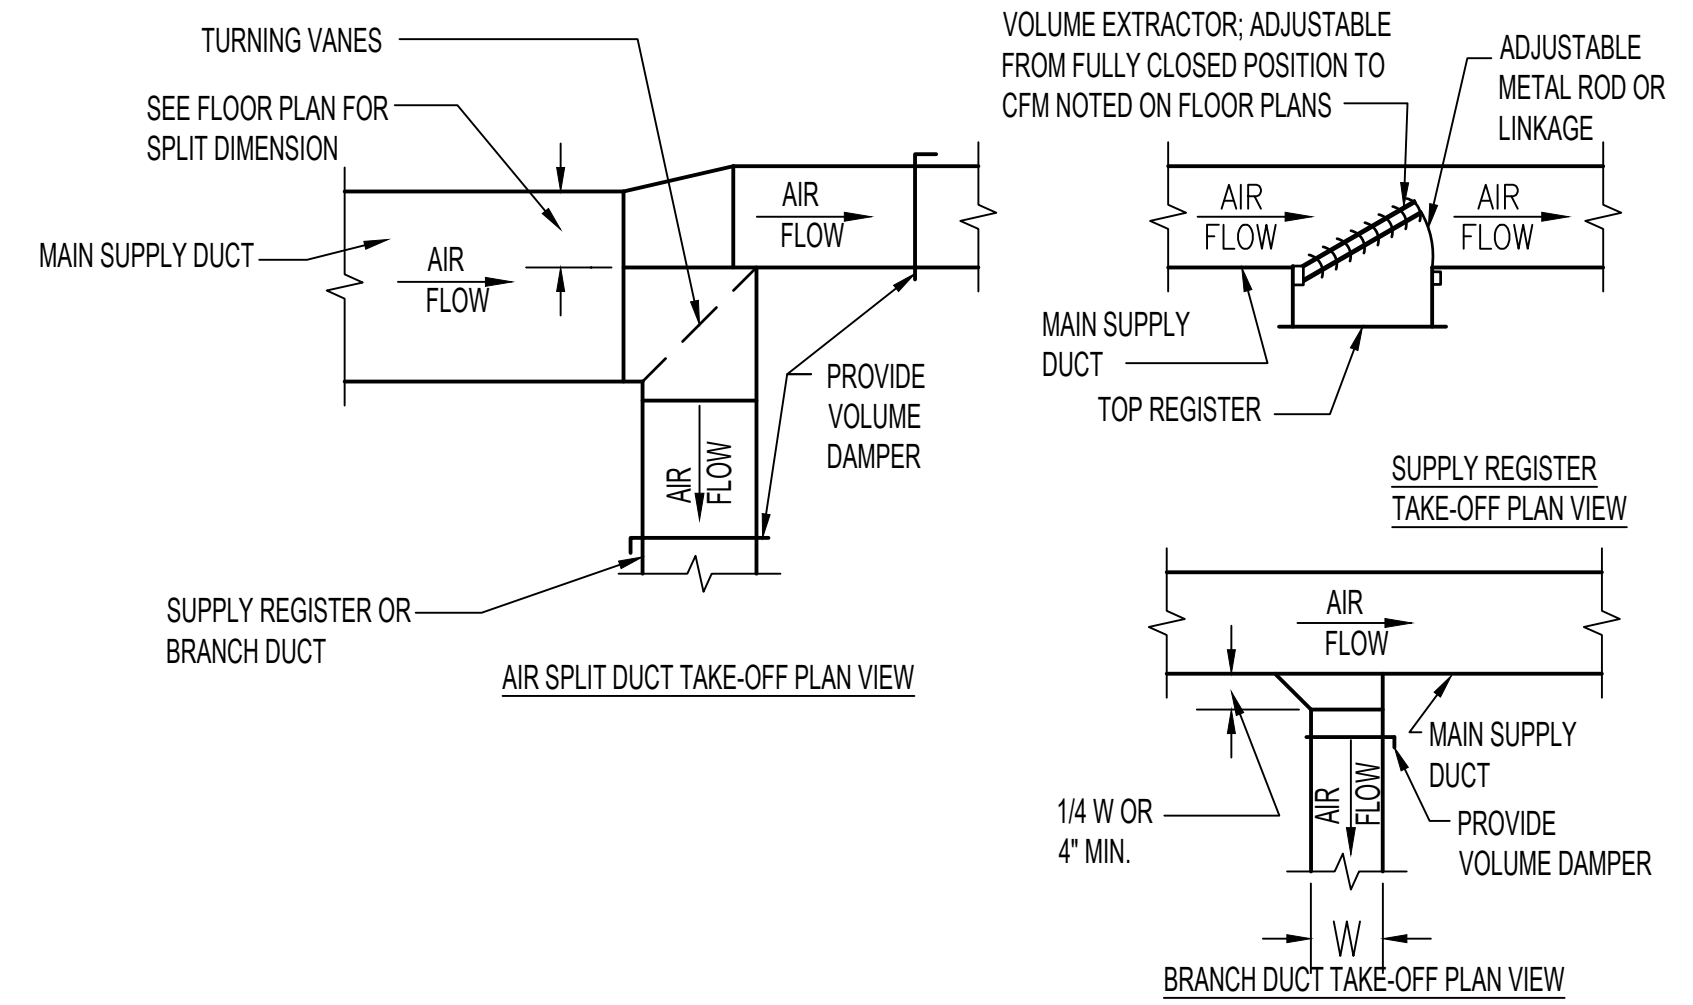 TURNING VANES
SEE FLOOR PLAN FOR
SPLIT DIMENSION
MAIN SUPPLY DUCT
AIR
FLOW
AIR
FLOW
PROVIDE
VOLUME
DAMPER
AIR
FLOW
SUPPLY REGISTER OR
BRANCH DUCT
AIR SPLIT DUCT TAKE-OFF PLAN VIEW
VOLUME EXTRACTOR; ADJUSTABLE
FROM FULLY CLOSED POSITION TO
CFM NOTED ON FLOOR PLANS
ADJUSTABLE
METAL ROD OR
LINKAGE
AIR
FLOW
AIR
FLOW
MAIN SUPPLY
DUCT
TOP REGISTER
SUPPLY REGISTER
TAKE-OFF PLAN VIEW
AIR
FLOW
MAIN SUPPLY
DUCT
1/4 W OR
4" MIN.
AIR
FLOW
PROVIDE
VOLUME DAMPER
W
BRANCH DUCT TAKE-OFF PLAN VIEW